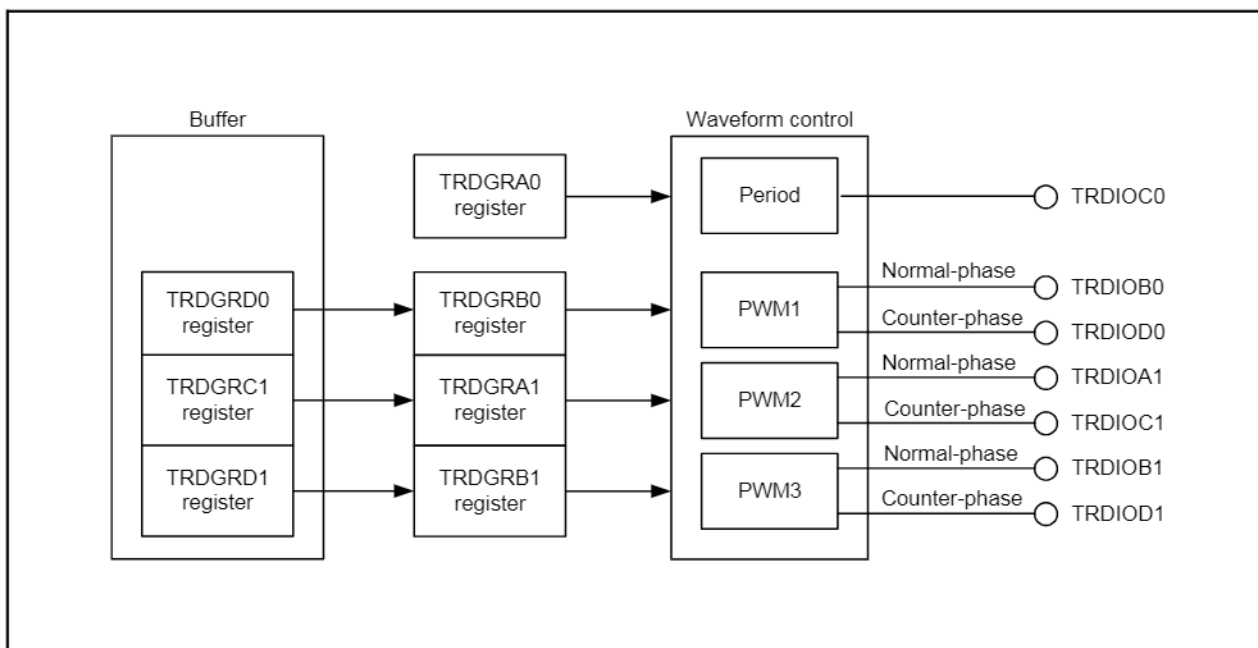 Buffer
Waveform control
TRDGRA0
register
Period
TRDIOC0
TRDGRD0
register
TRDGRB0
register
PWM1
Normal-phase
TRDIOB0
Counter-phase
TRDIOD0
TRDGRC1
register
TRDGRA1
register
PWM2
Normal-phase
TRDIOA1
Counter-phase
TRDIOC1
TRDGRD1
register
TRDGRB1
register
PWM3
Normal-phase
TRDIOB1
Counter-phase
TRDIOD1